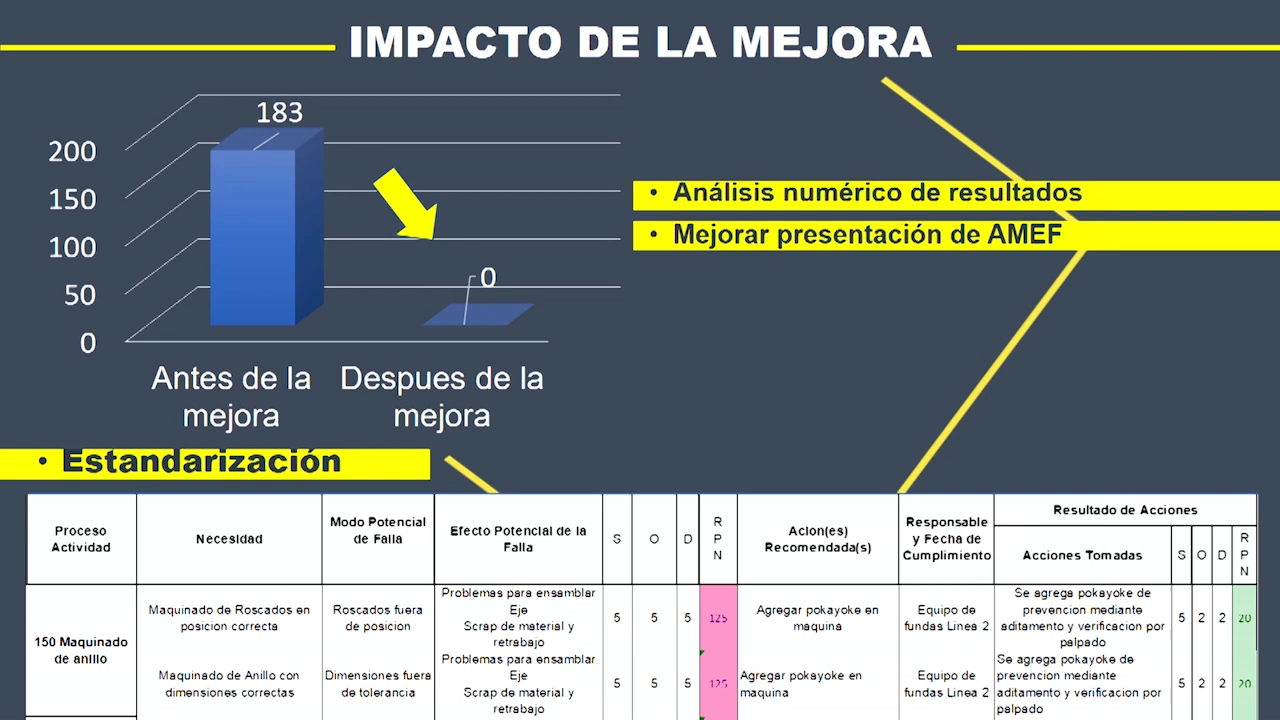 IMPACTO DE LA MEJORA
183
200
150
100
50
0
0
Antes de la
mejora
Despues de la
mejora
• Análisis numérico de resultados
• Mejorar presentación de AMEF
• Estandarización
Proceso
Actividad
Necesidad
Modo Potencial
de Falla
Efecto Potencial de la
Falla
S
O
D
R
P
N
Acion(es)
Recomendada(s)
Responsable
y Fecha de
Cumplimiento
Resultado de Acciones
Acciones Tomadas
S
O
D
R
P
N
150 Maquinado
de anillo
Maquinado de Roscados en
posicion correcta
Roscados fuera
de posicion
Problemas para ensamblar
Eje
Scrap de material y
retrabajo
5
5
5
125
Agregar pokayoke en
maquina
Equipo de
fundas Linea 2
Se agrega pokayoke de
prevencion mediante
aditamento y verificacion por
palpado
5
2
2
20
Maquinado de Anillo con
dimensiones correctas
Dimensiones fuera
de tolerancia
Problemas para ensamblar
Eje
Scrap de material y
retrabajo
5
5
5
125
Agregar pokayoke en
maquina
Equipo de
fundas Linea 2
Se agrega pokayoke de
prevencion mediante
aditamento y verificacion por
palpado
5
2
2
20